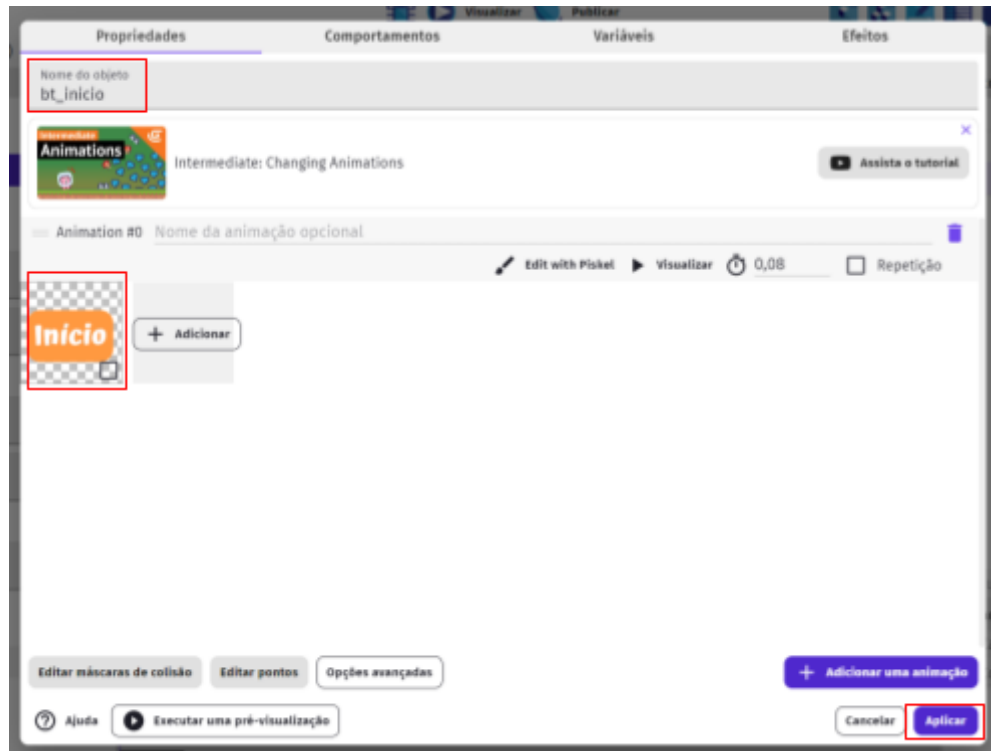 Visualizar Publicar
Propriedades Comportamentos Variáveis Efeitos
Nome do objeto
bt_inicio
Intermediate
Animations
Intermediate: Changing Animations
Assista o tutorial
Animation #0 Nome da animação opcional
Edit with Piskel Visualizar 0,08 Repetição
Início
+ Adicionar
Editar máscaras de colisão Editar pontos Opções avançadas + Adicionar uma animação
? Ajuda Executar uma pré-visualização Cancelar Aplicar